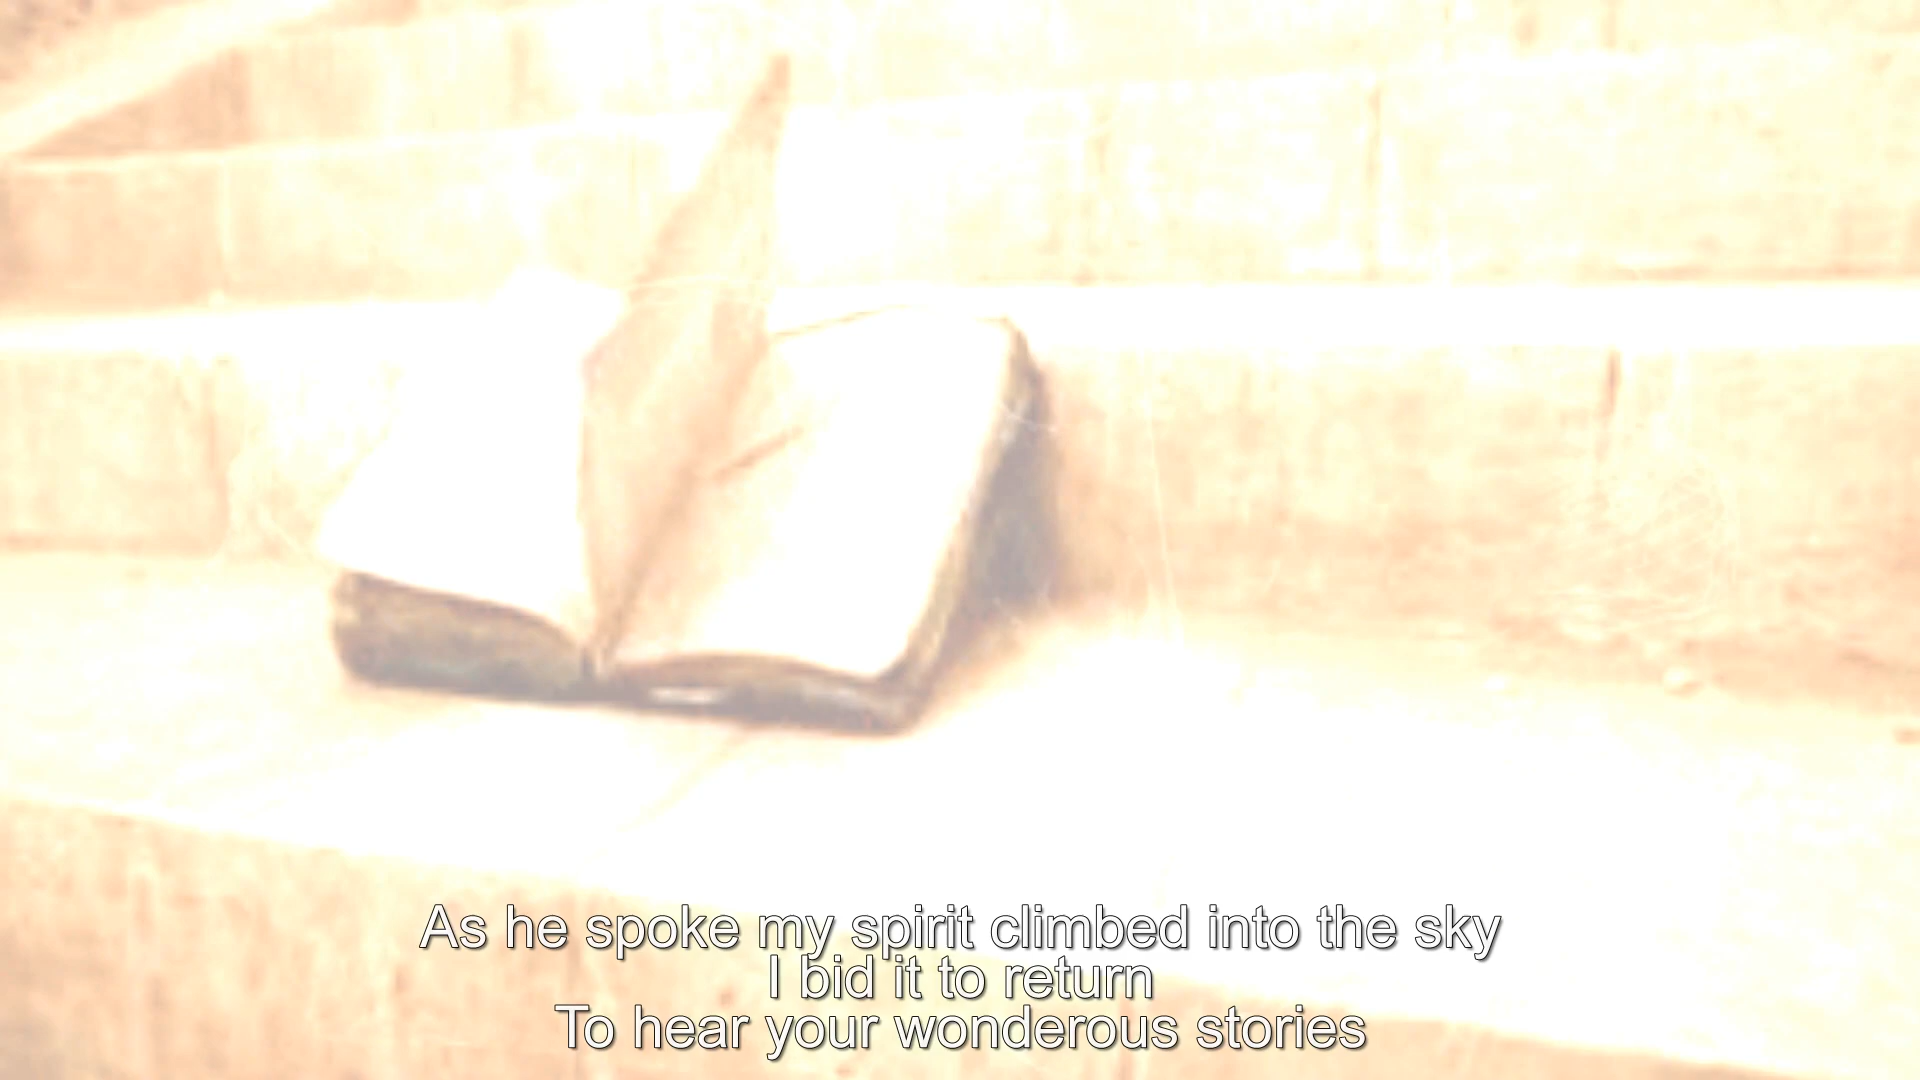 As he spoke my spirit climbed into the sky
I bid it to return
To hear your wonderous stories